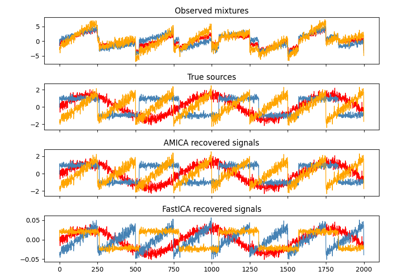 Observed mixtures
5
0
−5
True sources
2
0
−2
AMICA recovered signals
2
0
−2
FastICA recovered signals
0.05
0.00
−0.05
0 250 500 750 1000 1250 1500 1750 2000